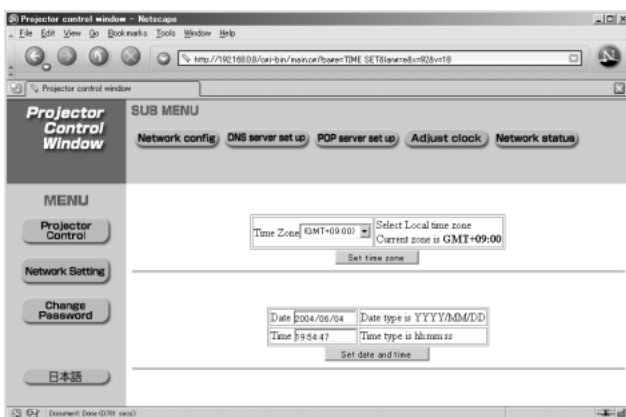 Projector control window - Netscape
File Edit View Go Bookmarks Tools Window Help
Projector control window
Projector
Control
Window
SUB MENU
Network config
DNS server set up
POP server set up
Adjust clock
Network status
MENU
Projector
Control
Network Setting
Change
Password
日本語
Time Zone (GMT+09:00) Select Local time zone
Current zone is GMT+09:00
Set time zone
Date 2004/06/04 Date type is YYYY/MM/DD
Time 19:54:47 Time type is hh:mm:ss
Set date and time